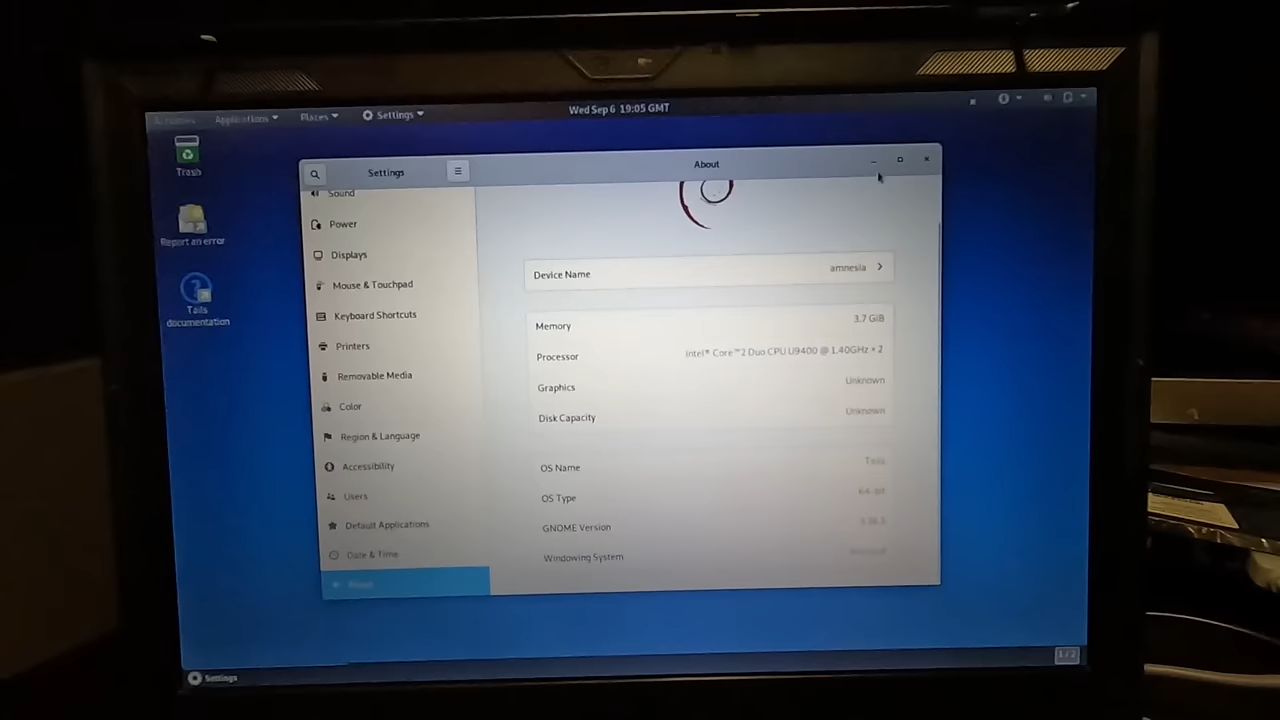 Applications Places Settings Wed Sep 6 19:05 GMT
Trash
Report an error
Tails
documentation
Settings
About
Sound
Power
Displays
Mouse & Touchpad
Keyboard Shortcuts
Printers
Removable Media
Color
Region & Language
Accessibility
Users
Default Applications
Date & Time
About
Device Name amnesia
Memory 3.7 GiB
Processor Intel® Core™2 Duo CPU U9400 @ 1.40GHz × 2
Graphics Unknown
Disk Capacity Unknown
OS Name Tails
OS Type 64-bit
GNOME Version
Windowing System
Settings
1 / 2